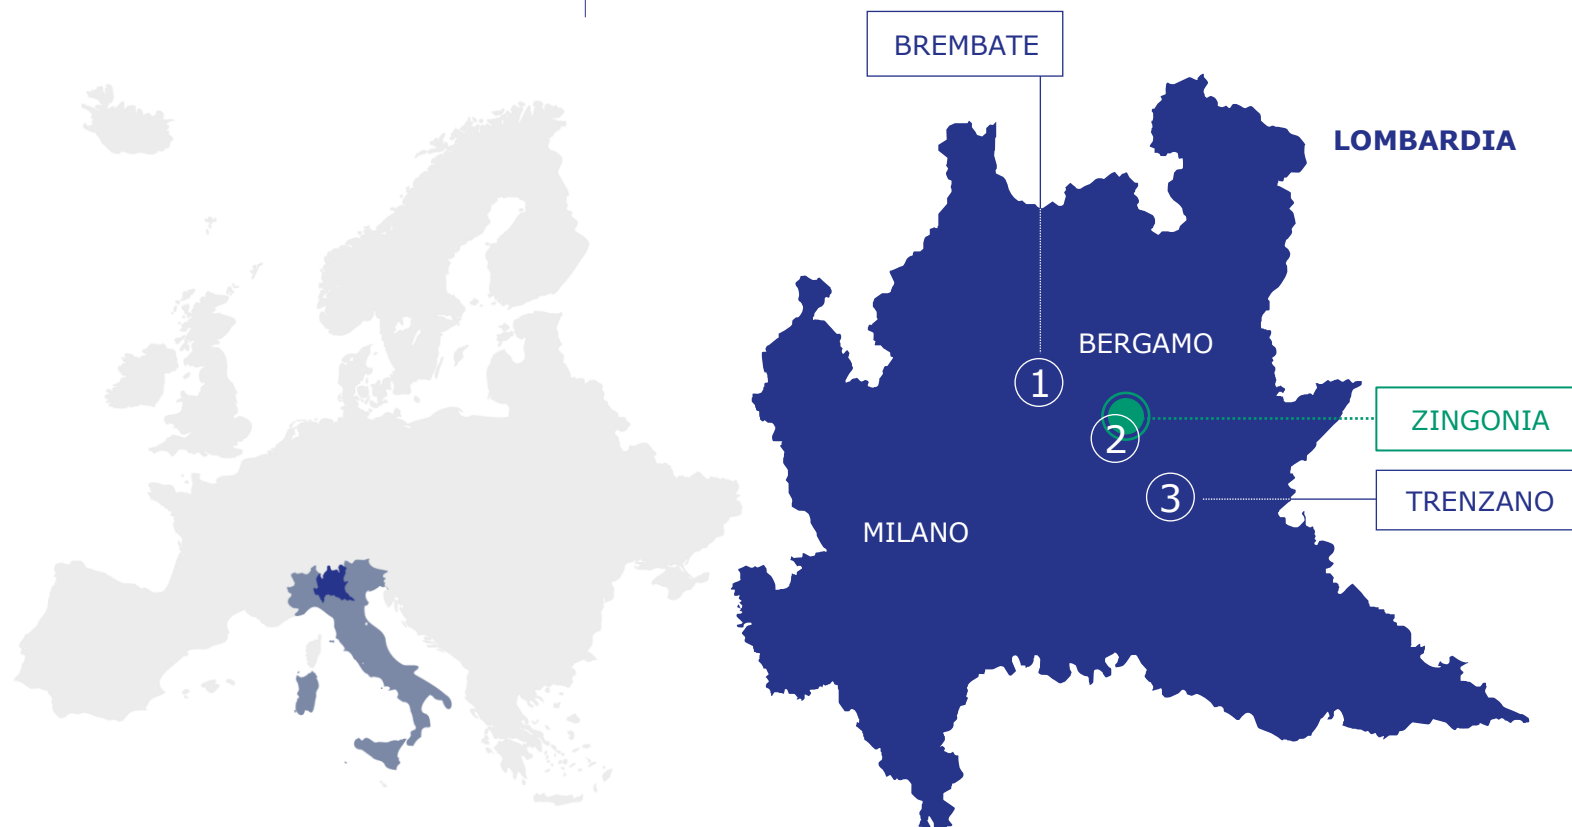 BREMBATE
LOMBARDIA
BERGAMO
1
ZINGONIA
2
3
TRENZANO
MILANO